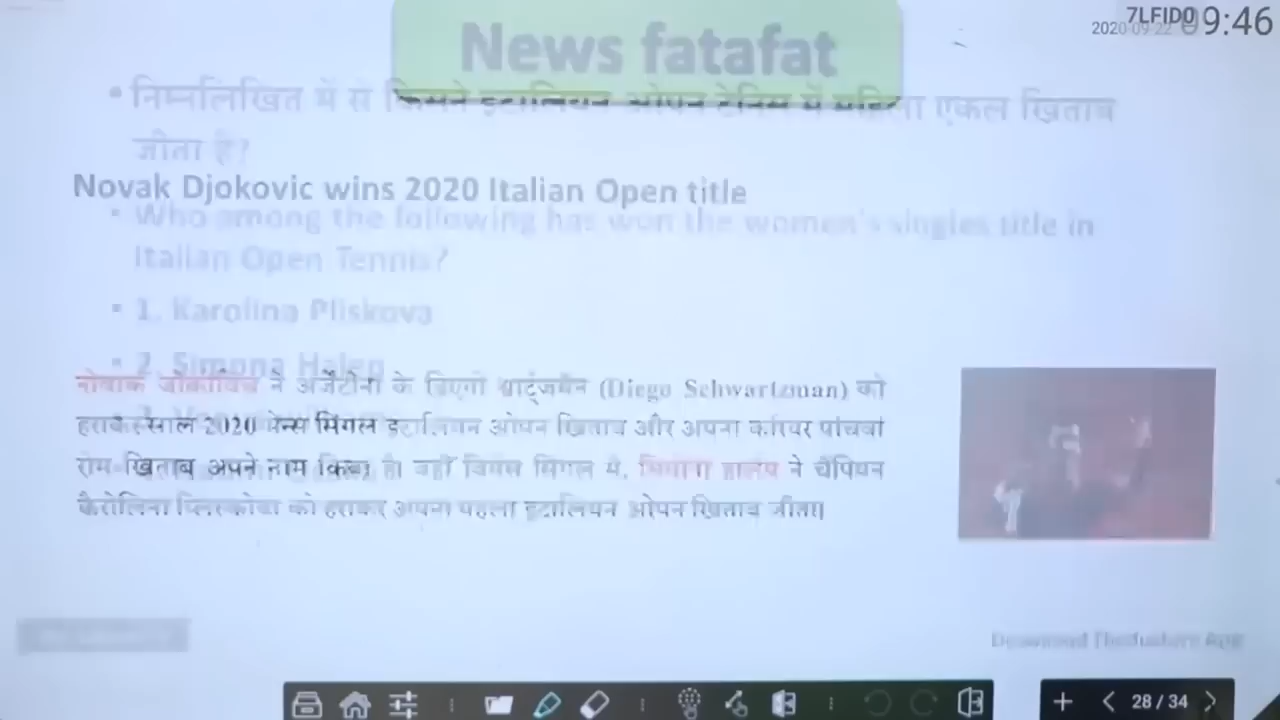 7LFID0 09:46
2020-09-22
News fatafat
• निम्नलिखित में से किसने इटालियन ओपन टेनिस में महिला एकल खिताब
जीता है?
Novak Djokovic wins 2020 Italian Open title
• Who among the following has won the women's singles title in
Italian Open Tennis?
• 1. Karolina Pliskova
• 2. Simona Halep
नोवाक जोकोविच ने अर्जेंटीना के डिएगो श्वार्ट्जमैन (Diego Schwartzman) को
हराकर साल 2020 मेन्स सिंगल इटालियन ओपन खिताब और अपना करियर पांचवां
रोम खिताब अपने नाम किया है। वहीं विमेंस सिंगल में, सिमोना हालेप ने चैंपियन
कैरोलिना प्लिस्कोवा को हराकर अपना पहला इटालियन ओपन खिताब जीता।
28 / 34